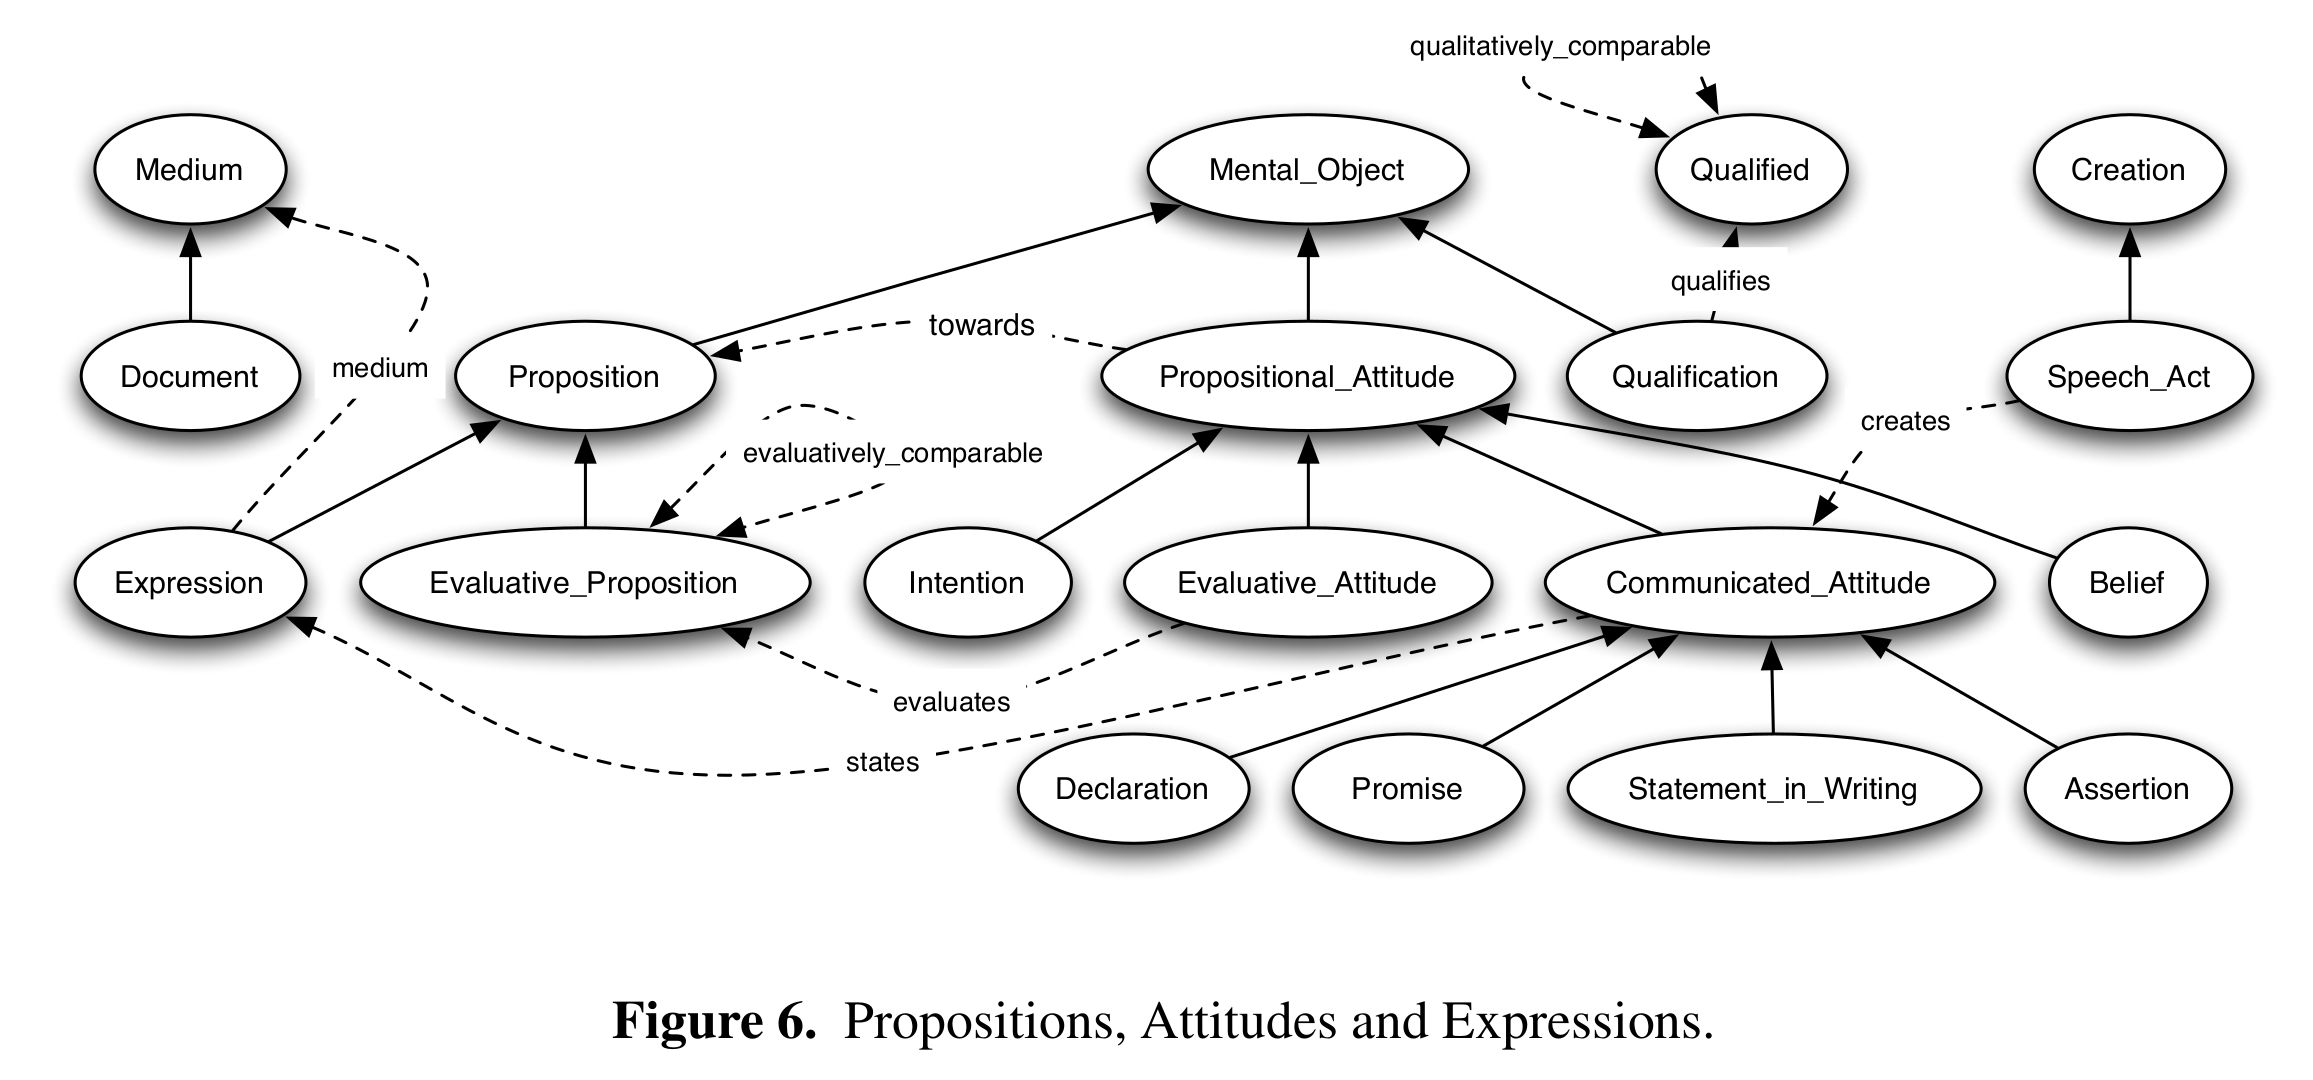 qualitatively_comparable
Medium
Mental_Object
Qualified
Creation
qualifies
towards
medium
Document
Proposition
Propositional_Attitude
Qualification
Speech_Act
creates
evaluatively_comparable
Expression
Evaluative_Proposition
Intention
Evaluative_Attitude
Communicated_Attitude
Belief
evaluates
states
Declaration
Promise
Statement_in_Writing
Assertion
Figure 6. Propositions, Attitudes and Expressions.